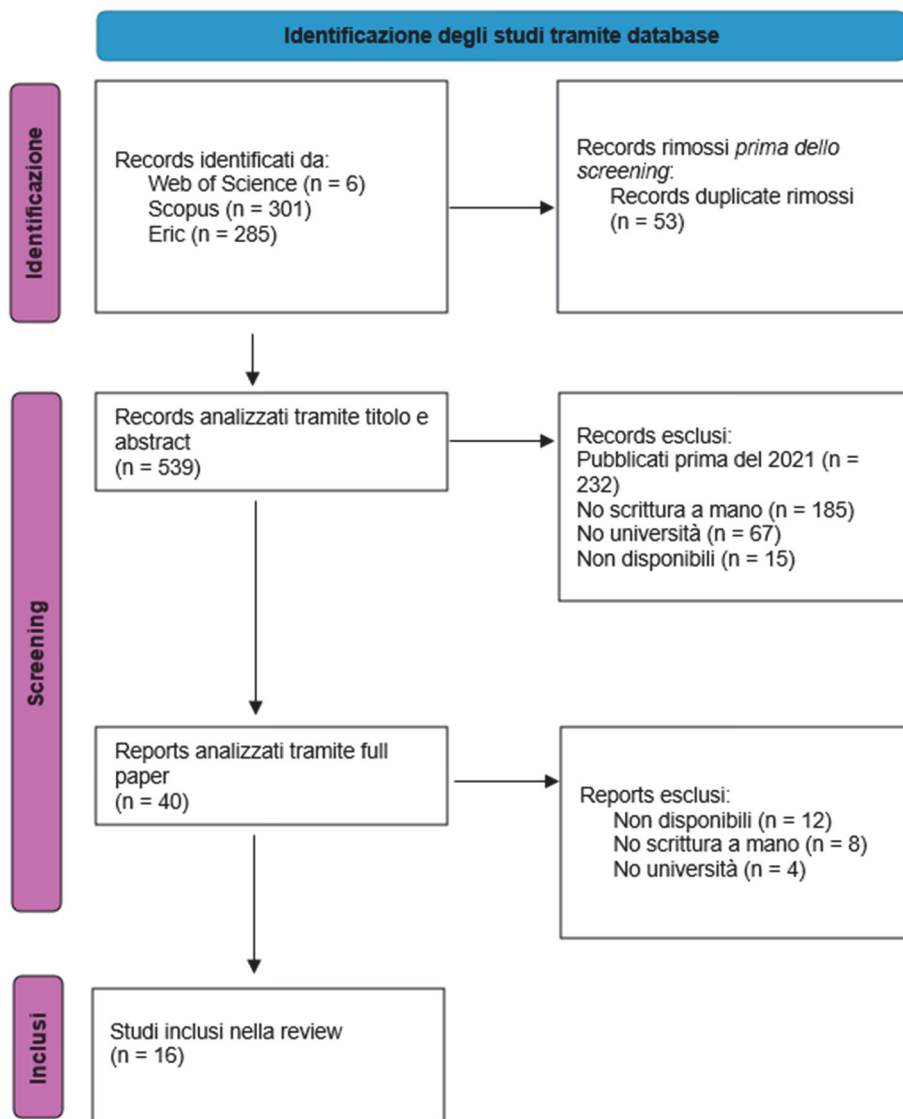 Identificazione degli studi tramite database
Identificazione
Records identificati da:
Web of Science (n = 6)
Scopus (n = 301)
Eric (n = 285)
Records rimossi prima dello
screening:
Records duplicate rimossi
(n = 53)
Screening
Records analizzati tramite titolo e
abstract
(n = 539)
Records esclusi:
Pubblicati prima del 2021 (n =
232)
No scrittura a mano (n = 185)
No università (n = 67)
Non disponibili (n = 15)
Reports analizzati tramite full
paper
(n = 40)
Reports esclusi:
Non disponibili (n = 12)
No scrittura a mano (n = 8)
No università (n = 4)
Inclusi
Studi inclusi nella review
(n = 16)